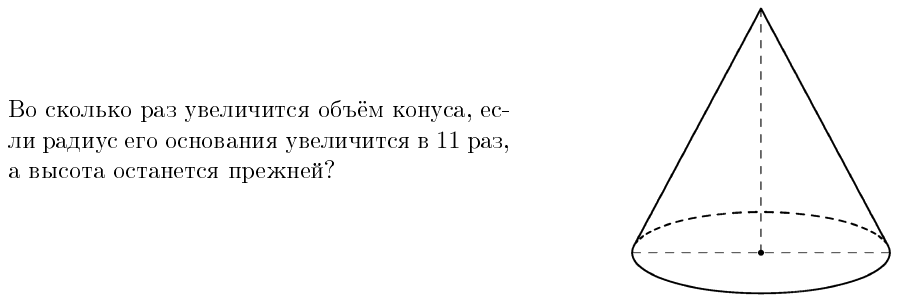 Во сколько раз увеличится объём конуса, ес-
ли радиус его основания увеличится в 11 раз,
а высота останется прежней?